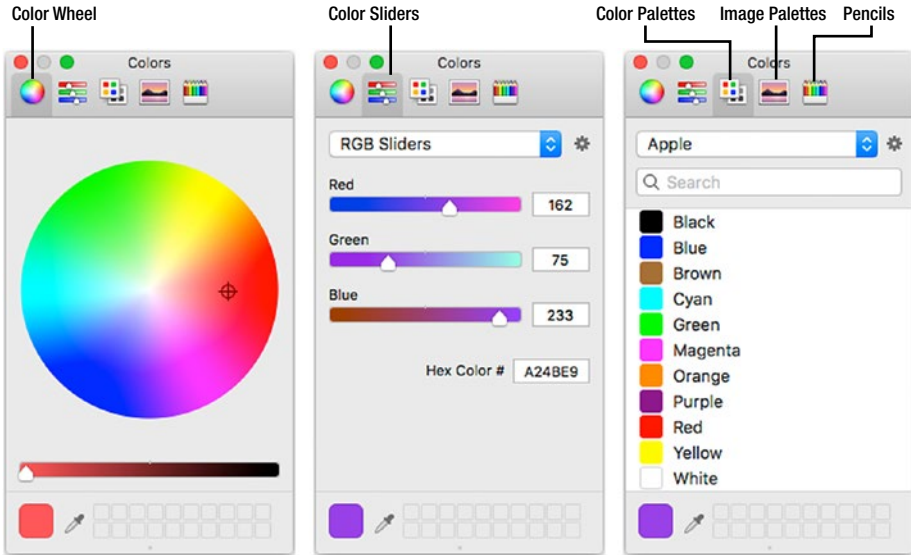 Color Wheel
Color Sliders
Color Palettes Image Palettes Pencils
Colors
Colors
RGB Sliders
Red
162
Green
75
Blue
233
Hex Color # A24BE9
Colors
Apple
Search
Black
Blue
Brown
Cyan
Green
Magenta
Orange
Purple
Red
Yellow
White